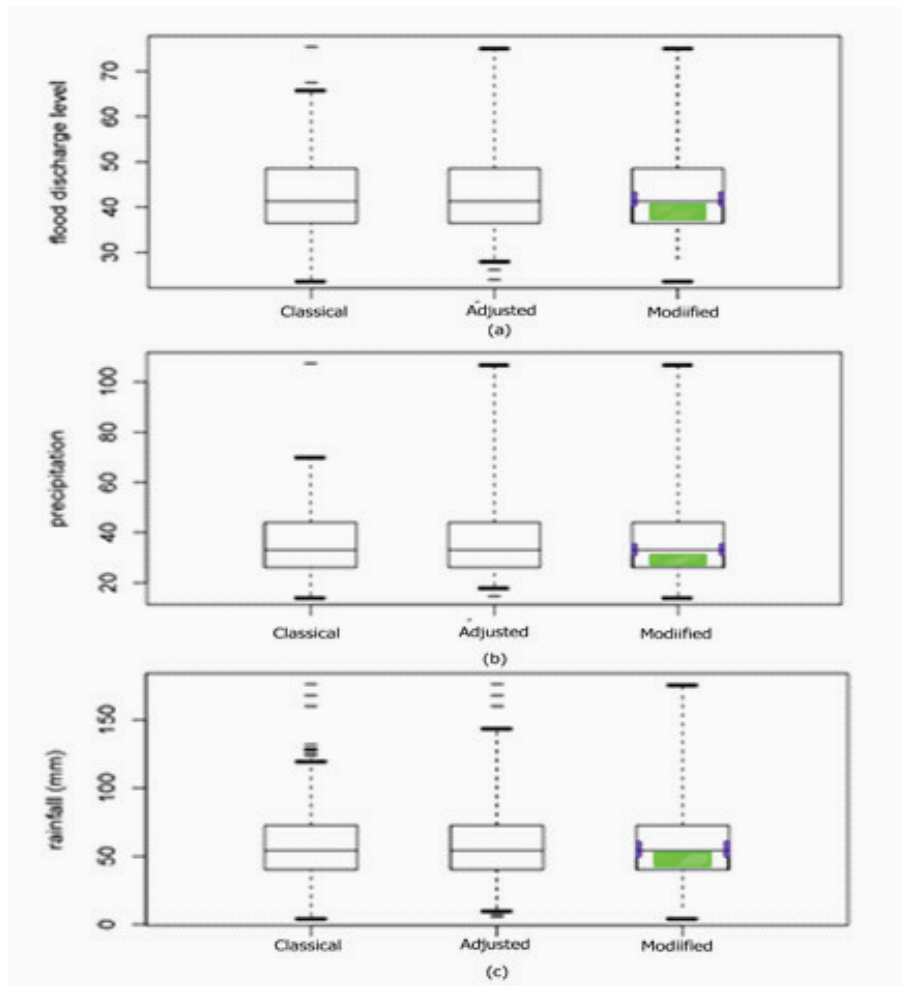 flood discharge level
70
60
50
40
30
Classical Adjusted Modiified
(a)
precipitation
100
80
60
40
20
Classical Adjusted Modiified
(b)
rainfall (mm)
150
100
50
0
Classical Adjusted Modiified
(c)